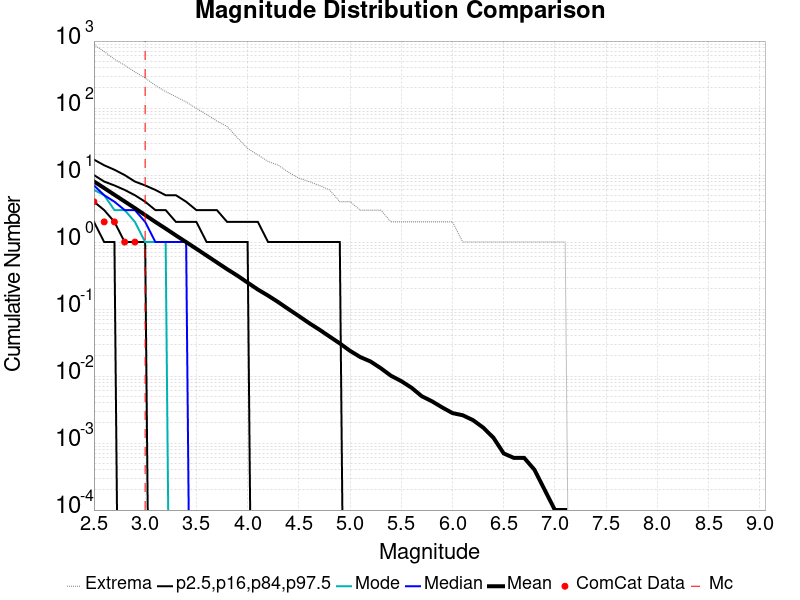 Magnitude Distribution Comparison
10^3
10^2
10^1
10^0
10^-1
10^-2
10^-3
10^-4
Cumulative Number
2.5 3.0 3.5 4.0 4.5 5.0 5.5 6.0 6.5 7.0 7.5 8.0 8.5 9.0
Magnitude
Extrema p2.5,p16,p84,p97.5 Mode Median Mean ComCat Data Mc